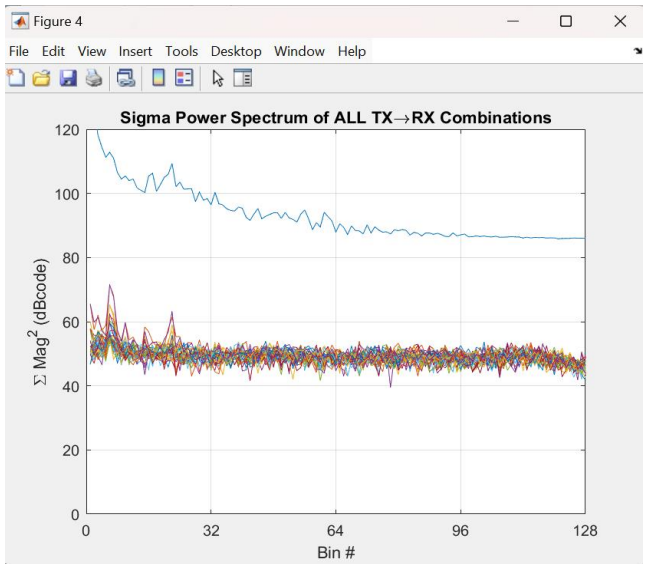 Figure 4
File Edit View Insert Tools Desktop Window Help
Sigma Power Spectrum of ALL TX→RX Combinations
120
100
80
60
40
20
0
Σ Mag² (dBcode)
0 32 64 96 128
Bin #